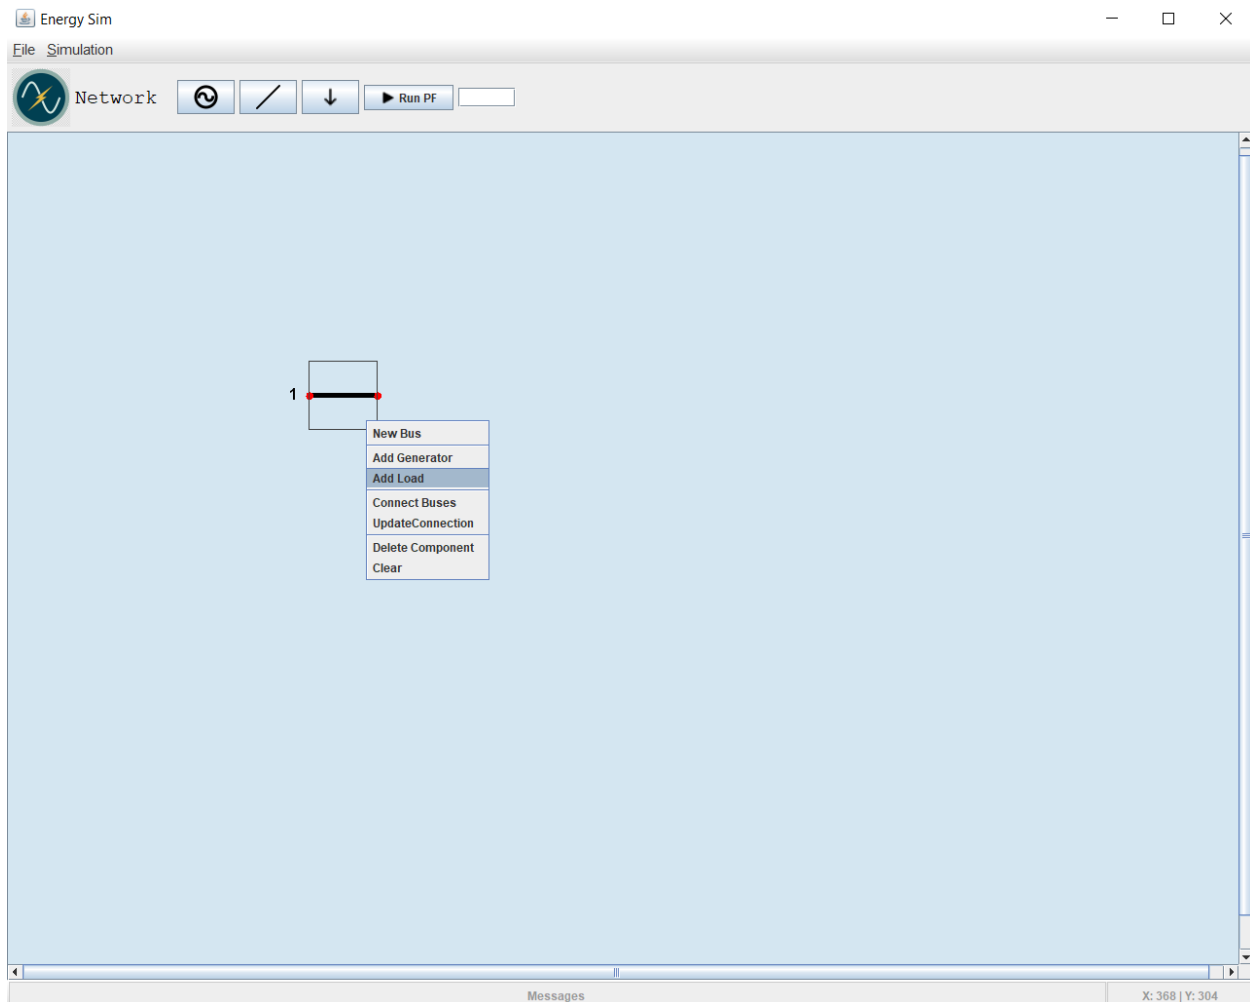 Energy Sim
File Simulation
Network
Run PF
1
New Bus
Add Generator
Add Load
Connect Buses
UpdateConnection
Delete Component
Clear
Messages
X: 368 | Y: 304